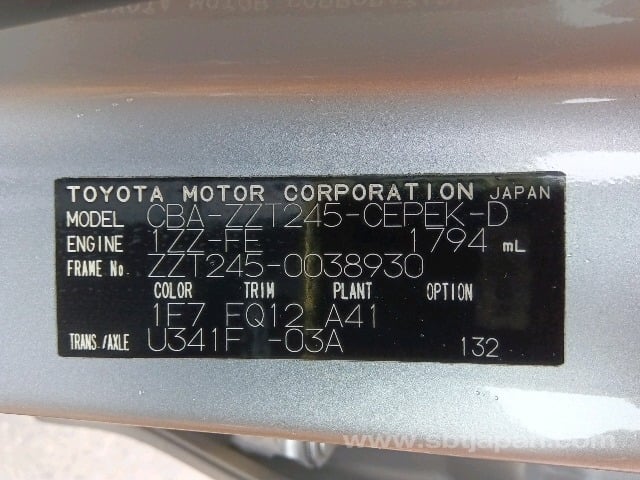 TOYOTA MOTOR CORPORATION JAPAN
MODEL CBA-ZZT245-CEPEK-D
ENGINE 1ZZ-FE 1794 mL
FRAME No. ZZT245-0038930
COLOR TRIM PLANT OPTION
1F7 FQ12 A41
TRANS./AXLE U341F -03A 132
www.sbtjapan.com